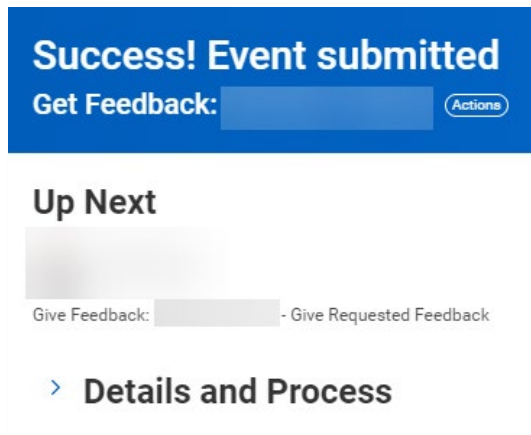 Success! Event submitted
Get Feedback: Actions
Up Next
Give Feedback: - Give Requested Feedback
Details and Process